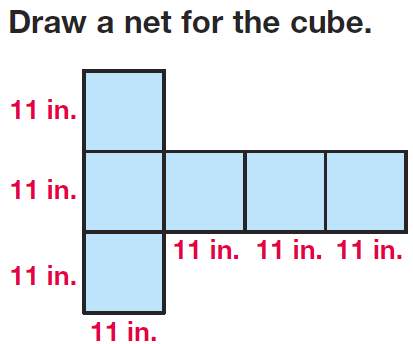 Draw a net for the cube.
11 in.
11 in.
11 in. 11 in. 11 in.
11 in.
11 in.